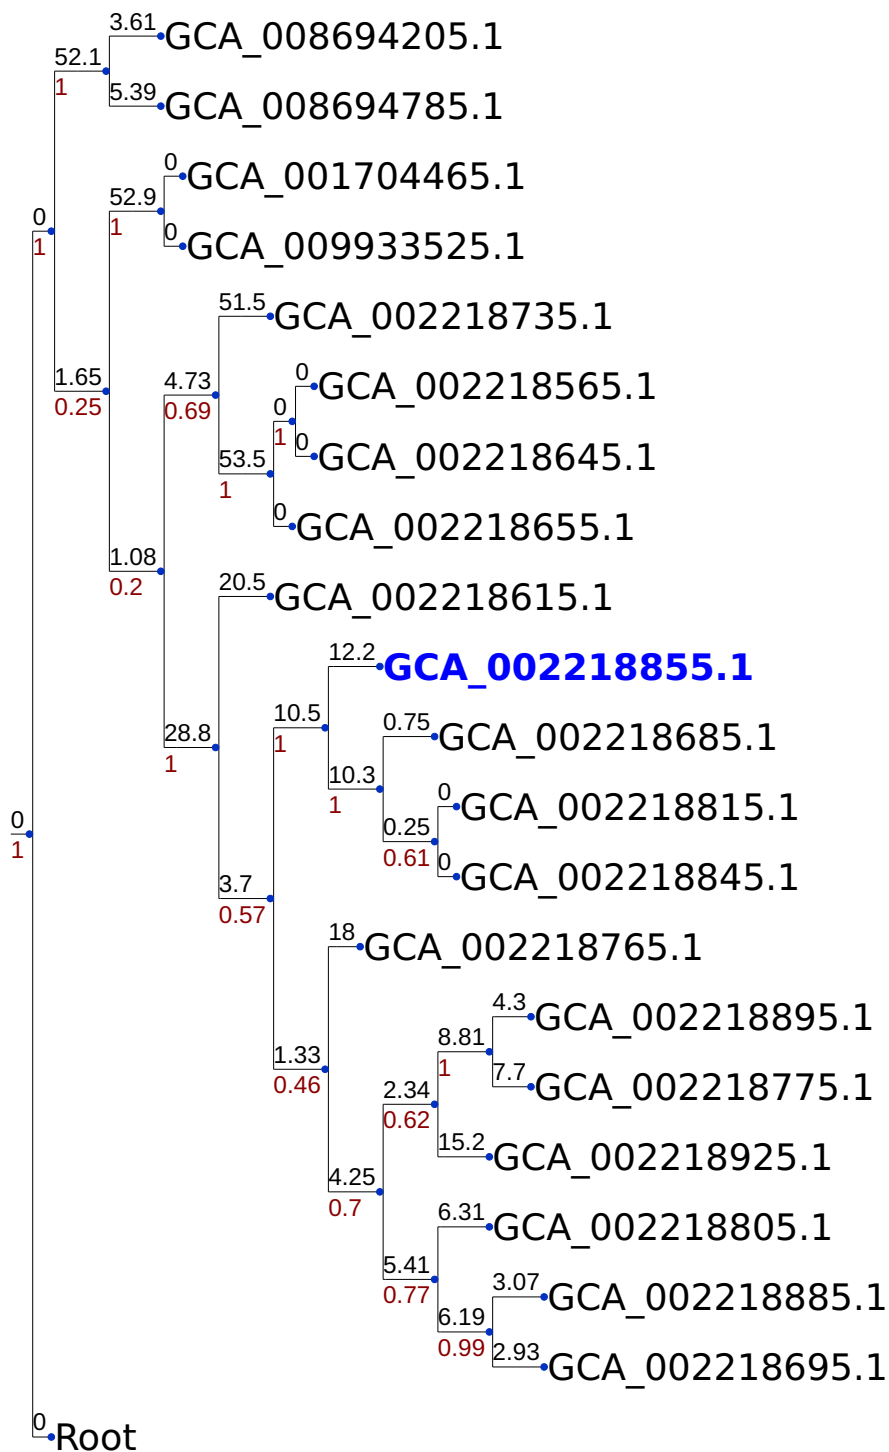 3.61
GCA_008694205.1
52.1
1
5.39
GCA_008694785.1
0
GCA_001704465.1
52.9
1
0
GCA_009933525.1
0
1
51.5
GCA_002218735.1
4.73
0.69
0
GCA_002218565.1
0
1
0
GCA_002218645.1
53.5
1
0
GCA_002218655.1
1.65
0.25
1.08
0.2
20.5
GCA_002218615.1
12.2
GCA_002218855.1
10.5
1
0.75
GCA_002218685.1
28.8
1
10.3
1
0
GCA_002218815.1
0.25
0.61
0
GCA_002218845.1
0
1
3.7
0.57
18
GCA_002218765.1
4.3
GCA_002218895.1
8.81
1
7.7
GCA_002218775.1
1.33
0.46
2.34
0.62
15.2
GCA_002218925.1
4.25
0.7
6.31
GCA_002218805.1
5.41
0.77
3.07
GCA_002218885.1
6.19
0.99
2.93
GCA_002218695.1
0
Root